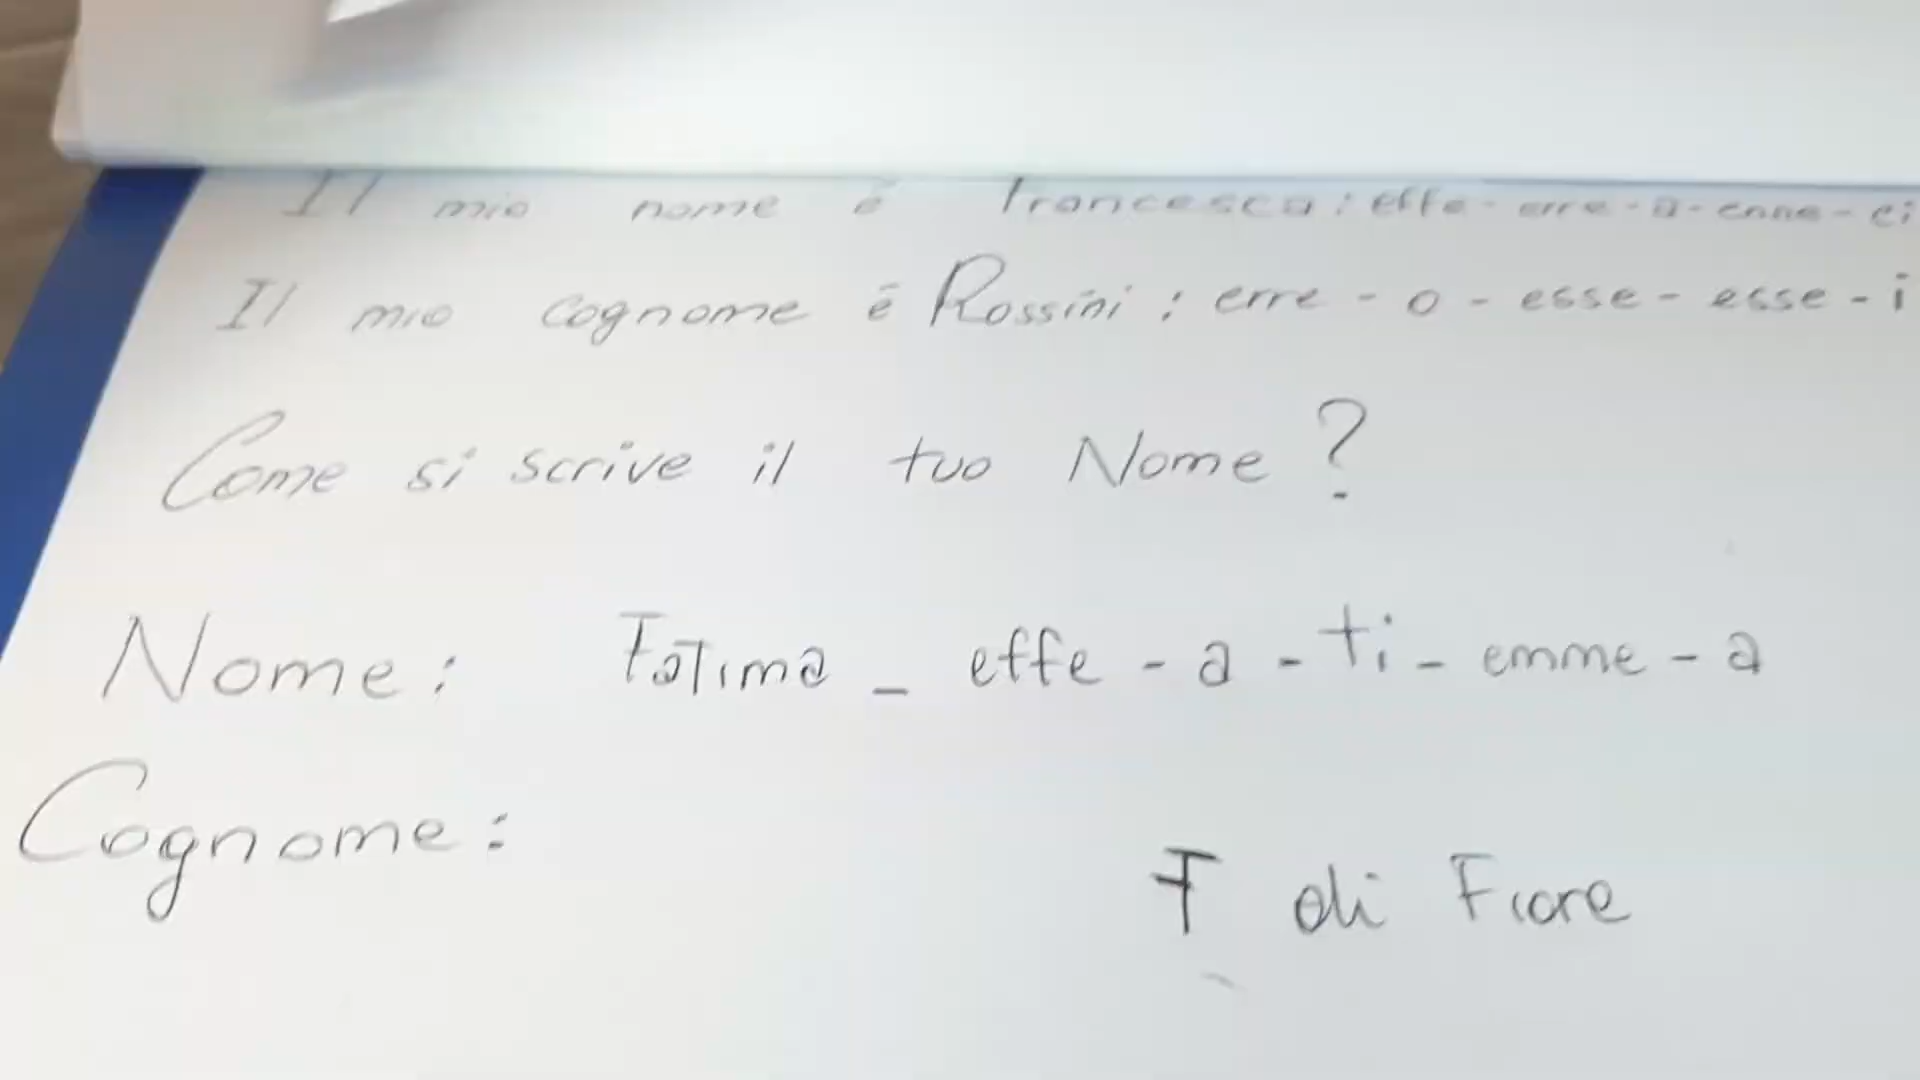 Il mio nome è Francesca: effe-erre-a-enne-ci
Il mio cognome è Rossini: erre-o-esse-esse-i
Come si scrive il tuo Nome?
Nome: Fatima - effe-a-ti-emme-a
Cognome:
F di Fiore